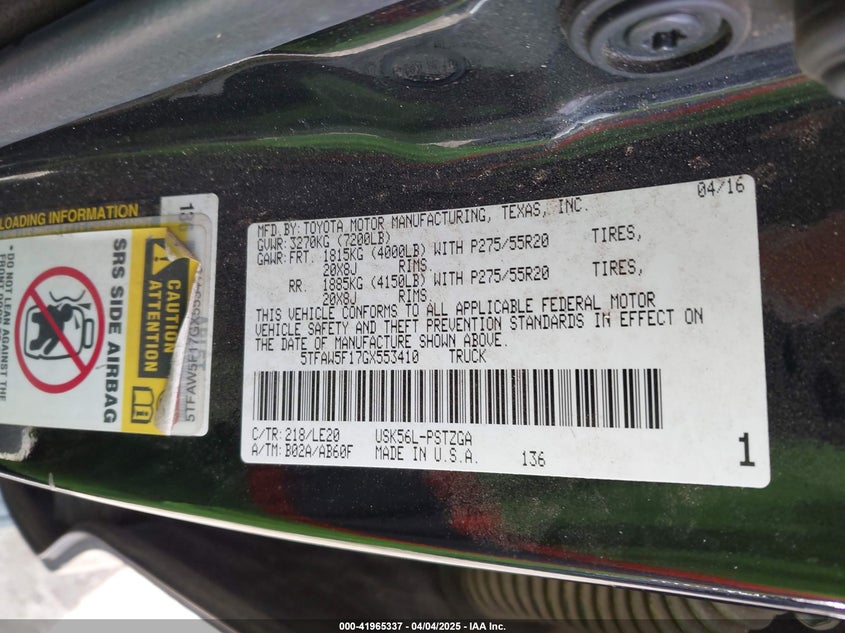 LOADING INFORMATION
SRS SIDE AIRBAG
CAUTION
ATTENTION
04/16
MFD.BY:TOYOTA MOTOR MANUFACTURING, TEXAS, INC.
GVWR: 3270KG (7200LB)
GAWR: FRT. 1815KG (4000LB) WITH P275/55R20 TIRES,
20X8J RIMS.
RR. 1885KG (4150LB) WITH P275/55R20 TIRES,
20X8J RIMS.
THIS VEHICLE CONFORMS TO ALL APPLICABLE FEDERAL MOTOR
VEHICLE SAFETY AND THEFT PREVENTION STANDARDS IN EFFECT ON
THE DATE OF MANUFACTURE SHOWN ABOVE.
5TFAW5F17GX553410 TRUCK
C/TR: 218/LE20 USK56L-PSTZGA
A/TM: B02A/AB60F MADE IN U.S.A. 136
1
000-41965337 - 04/04/2025 - IAA Inc.